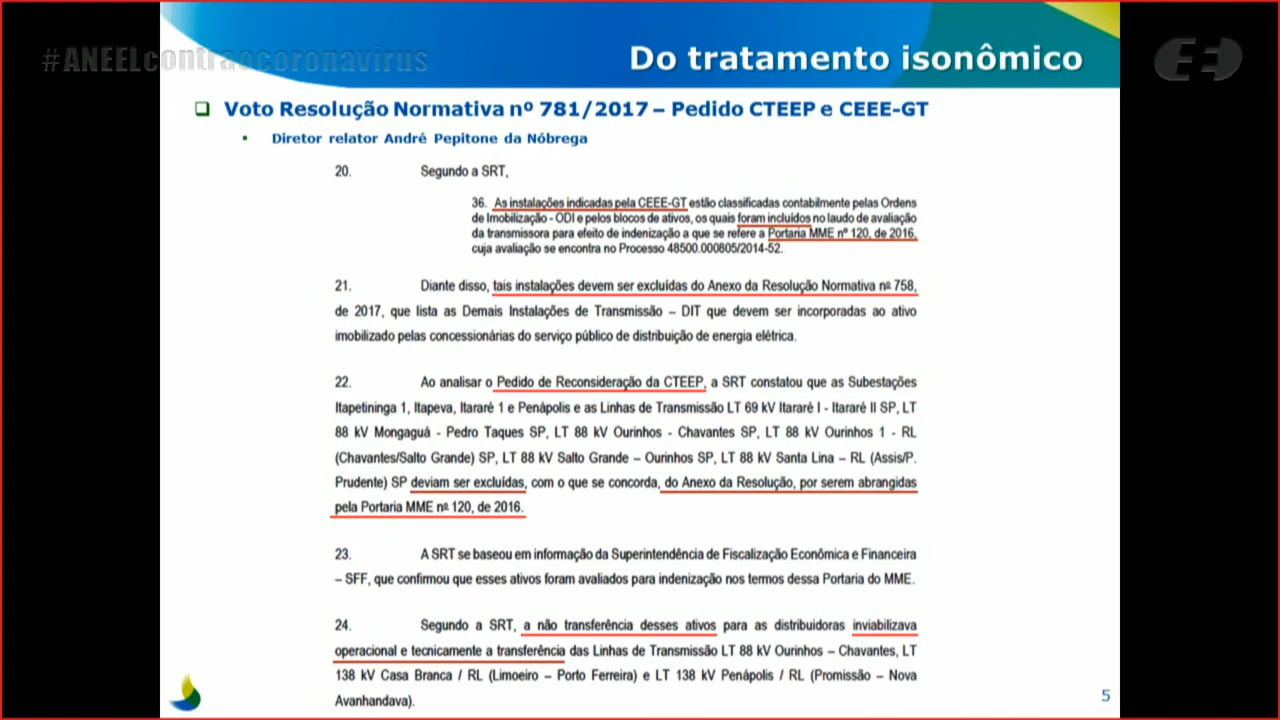 #ANEELcontraocoronavirus
Do tratamento isonômico
Voto Resolução Normativa nº 781/2017 – Pedido CTEEP e CEEE-GT
• Diretor relator André Pepitone da Nóbrega
20. Segundo a SRT,
36. As instalações indicadas pela CEEE-GT estão classificadas contabilmente pelas Ordens
de Imobilização - ODI e pelos blocos de ativos, os quais foram incluídos no laudo de avaliação
da transmissora para efeito de indenização a que se refere a Portaria MME nº 120, de 2016,
cuja avaliação se encontra no Processo 48500.000805/2014-52.
21. Diante disso, tais instalações devem ser excluídas do Anexo da Resolução Normativa nº 758,
de 2017, que lista as Demais Instalações de Transmissão – DIT que devem ser incorporadas ao ativo
imobilizado pelas concessionárias do serviço público de distribuição de energia elétrica.
22. Ao analisar o Pedido de Reconsideração da CTEEP, a SRT constatou que as Subestações
Itapetininga 1, Itapeva, Itararé 1 e Penápolis e as Linhas de Transmissão LT 69 kV Itararé I - Itararé II SP, LT
88 kV Mongaguá - Pedro Taques SP, LT 88 kV Ourinhos - Chavantes SP, LT 88 kV Ourinhos 1 - RL
(Chavantes/Salto Grande) SP, LT 88 kV Salto Grande – Ourinhos SP, LT 88 kV Santa Lina – RL (Assis/P.
Prudente) SP deviam ser excluídas, com o que se concorda, do Anexo da Resolução, por serem abrangidas
pela Portaria MME nº 120, de 2016.
23. A SRT se baseou em informação da Superintendência de Fiscalização Econômica e Financeira
– SFF, que confirmou que esses ativos foram avaliados para indenização nos termos dessa Portaria do MME.
24. Segundo a SRT, a não transferência desses ativos para as distribuidoras inviabilizava
operacional e tecnicamente a transferência das Linhas de Transmissão LT 88 kV Ourinhos – Chavantes, LT
138 kV Casa Branca / RL (Limoeiro – Porto Ferreira) e LT 138 kV Penápolis / RL (Promissão – Nova
Avanhandava).
5